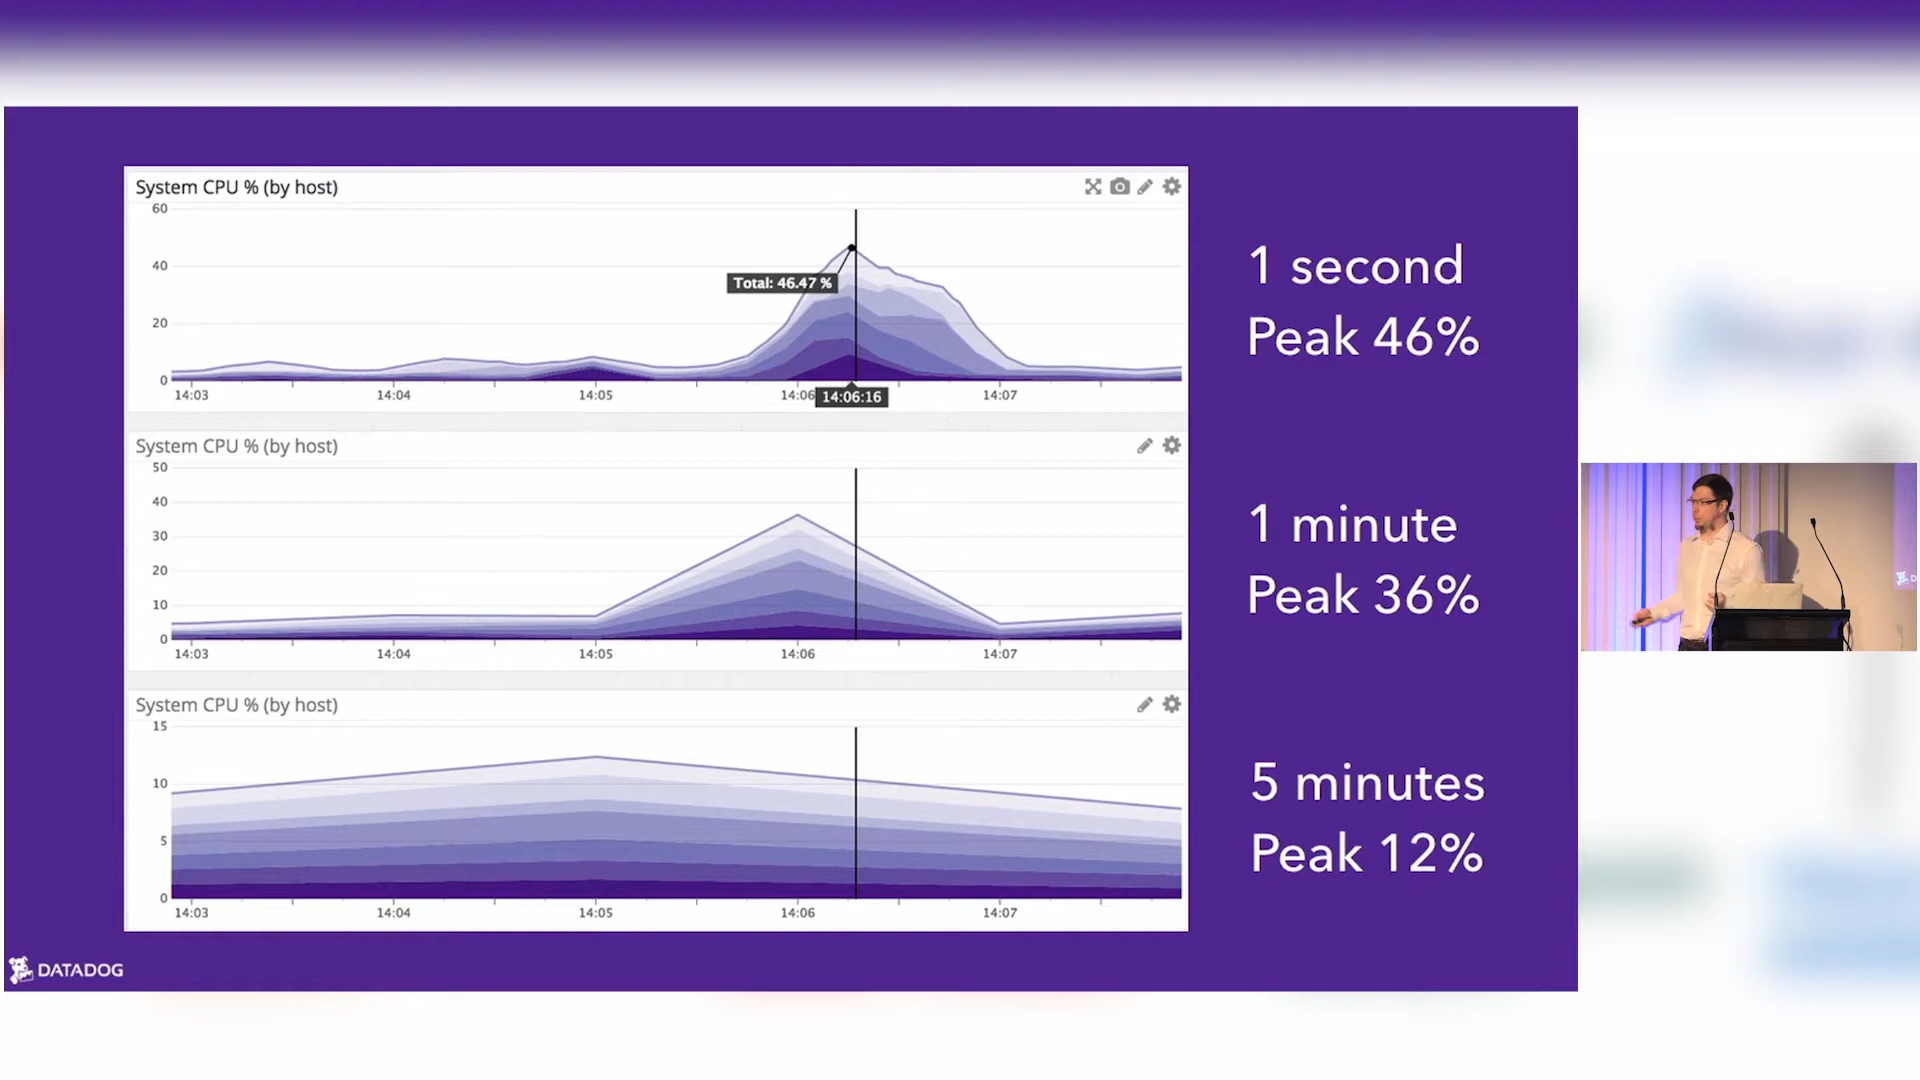 System CPU % (by host)
60
40
20
0
Total: 46.47 %
14:03
14:04
14:05
14:06
14:06:16
14:07
1 second
Peak 46%
System CPU % (by host)
50
40
30
20
10
0
14:03
14:04
14:05
14:06
14:07
1 minute
Peak 36%
System CPU % (by host)
15
10
5
0
14:03
14:04
14:05
14:06
14:07
5 minutes
Peak 12%
DATADOG